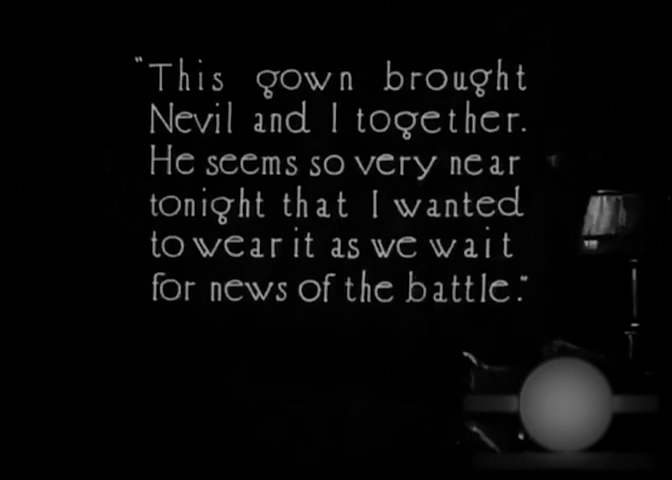 "This gown brought
Nevil and I together.
He seems so very near
tonight that I wanted
to wear it as we wait
for news of the battle."